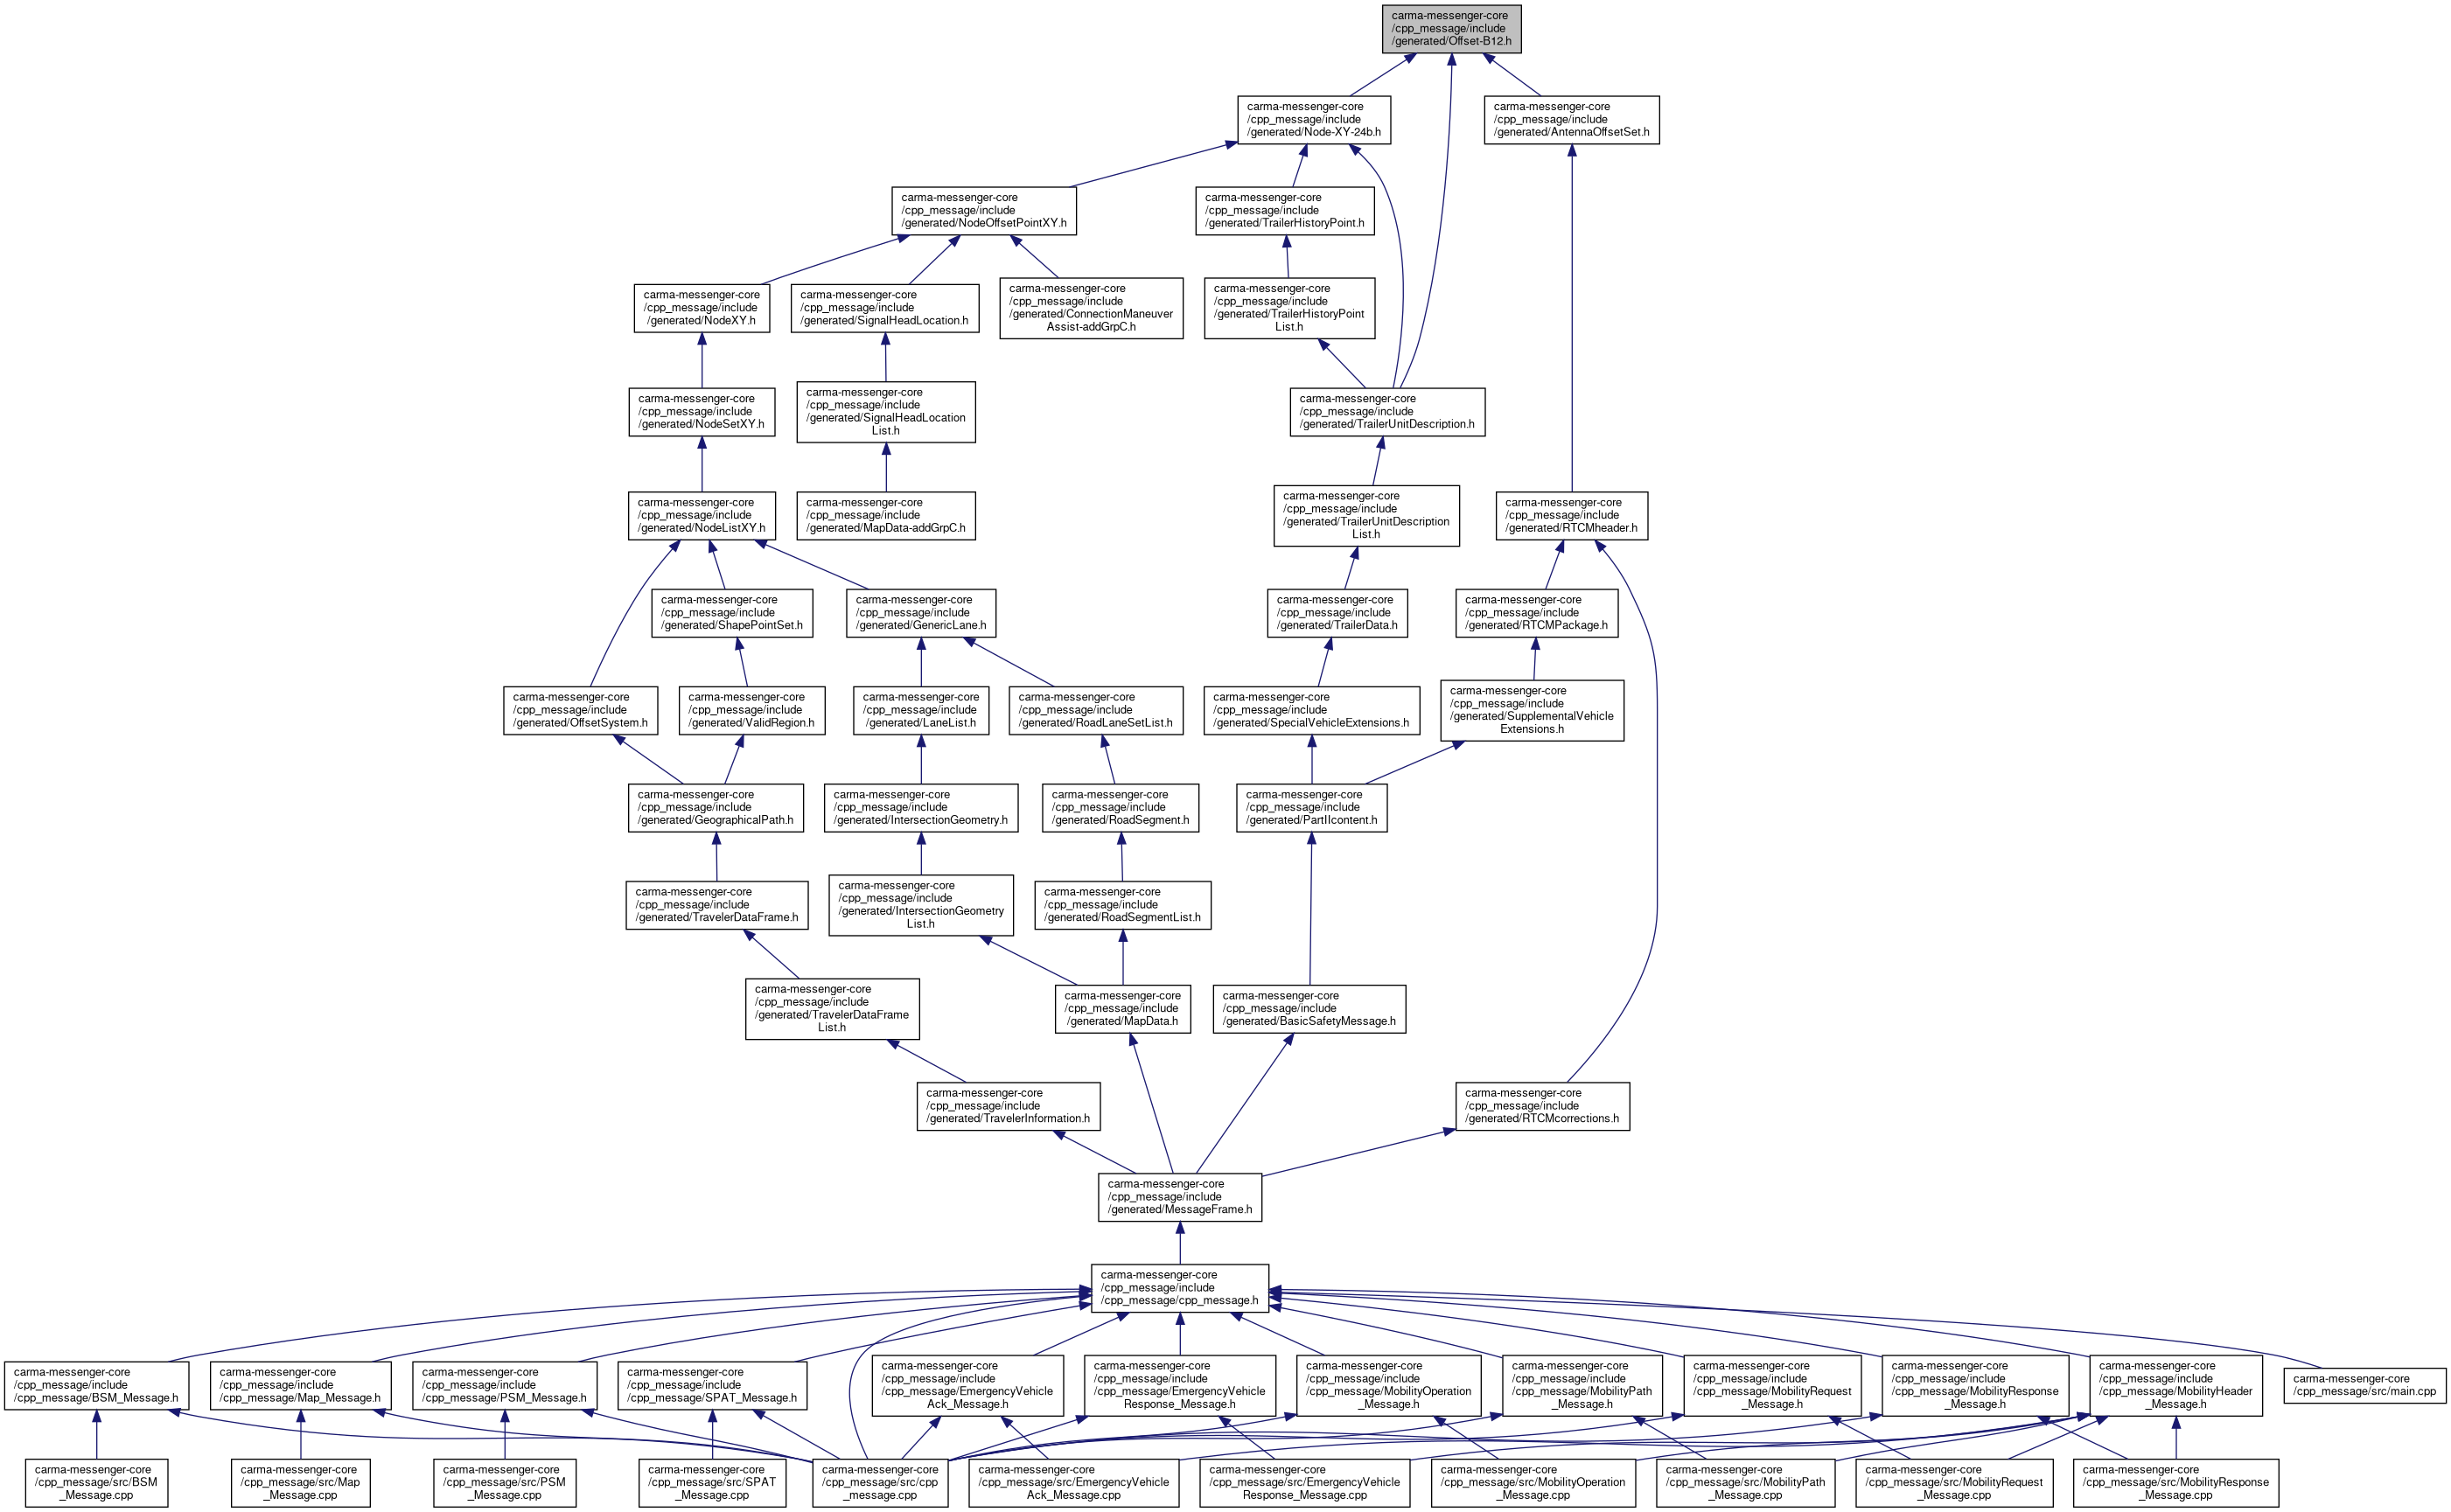 carma-messenger-core
/cpp_message/include
/generated/Offset-B12.h
carma-messenger-core
/cpp_message/include
/generated/Node-XY-24b.h
carma-messenger-core
/cpp_message/include
/generated/AntennaOffsetSet.h
carma-messenger-core
/cpp_message/include
/generated/NodeOffsetPointXY.h
carma-messenger-core
/cpp_message/include
/generated/TrailerHistoryPoint.h
carma-messenger-core
/cpp_message/include
/generated/NodeXY.h
carma-messenger-core
/cpp_message/include
/generated/SignalHeadLocation.h
carma-messenger-core
/cpp_message/include
/generated/ConnectionManeuver
Assist-addGrpC.h
carma-messenger-core
/cpp_message/include
/generated/TrailerHistoryPoint
List.h
carma-messenger-core
/cpp_message/include
/generated/NodeSetXY.h
carma-messenger-core
/cpp_message/include
/generated/SignalHeadLocation
List.h
carma-messenger-core
/cpp_message/include
/generated/TrailerUnitDescription.h
carma-messenger-core
/cpp_message/include
/generated/NodeListXY.h
carma-messenger-core
/cpp_message/include
/generated/MapData-addGrpC.h
carma-messenger-core
/cpp_message/include
/generated/TrailerUnitDescription
List.h
carma-messenger-core
/cpp_message/include
/generated/RTCMheader.h
carma-messenger-core
/cpp_message/include
/generated/ShapePointSet.h
carma-messenger-core
/cpp_message/include
/generated/GenericLane.h
carma-messenger-core
/cpp_message/include
/generated/TrailerData.h
carma-messenger-core
/cpp_message/include
/generated/RTCMPackage.h
carma-messenger-core
/cpp_message/include
/generated/OffsetSystem.h
carma-messenger-core
/cpp_message/include
/generated/ValidRegion.h
carma-messenger-core
/cpp_message/include
/generated/LaneList.h
carma-messenger-core
/cpp_message/include
/generated/RoadLaneSetList.h
carma-messenger-core
/cpp_message/include
/generated/SpecialVehicleExtensions.h
carma-messenger-core
/cpp_message/include
/generated/SupplementalVehicle
Extensions.h
carma-messenger-core
/cpp_message/include
/generated/GeographicalPath.h
carma-messenger-core
/cpp_message/include
/generated/IntersectionGeometry.h
carma-messenger-core
/cpp_message/include
/generated/RoadSegment.h
carma-messenger-core
/cpp_message/include
/generated/PartIIcontent.h
carma-messenger-core
/cpp_message/include
/generated/TravelerDataFrame.h
carma-messenger-core
/cpp_message/include
/generated/IntersectionGeometry
List.h
carma-messenger-core
/cpp_message/include
/generated/RoadSegmentList.h
carma-messenger-core
/cpp_message/include
/generated/TravelerDataFrame
List.h
carma-messenger-core
/cpp_message/include
/generated/MapData.h
carma-messenger-core
/cpp_message/include
/generated/BasicSafetyMessage.h
carma-messenger-core
/cpp_message/include
/generated/TravelerInformation.h
carma-messenger-core
/cpp_message/include
/generated/RTCMcorrections.h
carma-messenger-core
/cpp_message/include
/generated/MessageFrame.h
carma-messenger-core
/cpp_message/include
/cpp_message/cpp_message.h
carma-messenger-core
/cpp_message/include
/cpp_message/BSM_Message.h
carma-messenger-core
/cpp_message/include
/cpp_message/Map_Message.h
carma-messenger-core
/cpp_message/include
/cpp_message/PSM_Message.h
carma-messenger-core
/cpp_message/include
/cpp_message/SPAT_Message.h
carma-messenger-core
/cpp_message/include
/cpp_message/EmergencyVehicle
Ack_Message.h
carma-messenger-core
/cpp_message/include
/cpp_message/EmergencyVehicle
Response_Message.h
carma-messenger-core
/cpp_message/include
/cpp_message/MobilityOperation
_Message.h
carma-messenger-core
/cpp_message/include
/cpp_message/MobilityPath
_Message.h
carma-messenger-core
/cpp_message/include
/cpp_message/MobilityRequest
_Message.h
carma-messenger-core
/cpp_message/include
/cpp_message/MobilityResponse
_Message.h
carma-messenger-core
/cpp_message/include
/cpp_message/MobilityHeader
_Message.h
carma-messenger-core
/cpp_message/src/main.cpp
carma-messenger-core
/cpp_message/src/BSM
_Message.cpp
carma-messenger-core
/cpp_message/src/Map
_Message.cpp
carma-messenger-core
/cpp_message/src/PSM
_Message.cpp
carma-messenger-core
/cpp_message/src/SPAT
_Message.cpp
carma-messenger-core
/cpp_message/src/cpp
_message.cpp
carma-messenger-core
/cpp_message/src/EmergencyVehicle
Ack_Message.cpp
carma-messenger-core
/cpp_message/src/EmergencyVehicle
Response_Message.cpp
carma-messenger-core
/cpp_message/src/MobilityOperation
_Message.cpp
carma-messenger-core
/cpp_message/src/MobilityPath
_Message.cpp
carma-messenger-core
/cpp_message/src/MobilityRequest
_Message.cpp
carma-messenger-core
/cpp_message/src/MobilityResponse
_Message.cpp